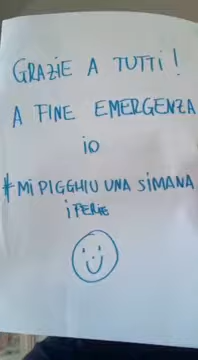 GRAZIE A TUTTI!
A FINE EMERGENZA
io
#MI PIGGHIU UNA SIMANA
i FERIE